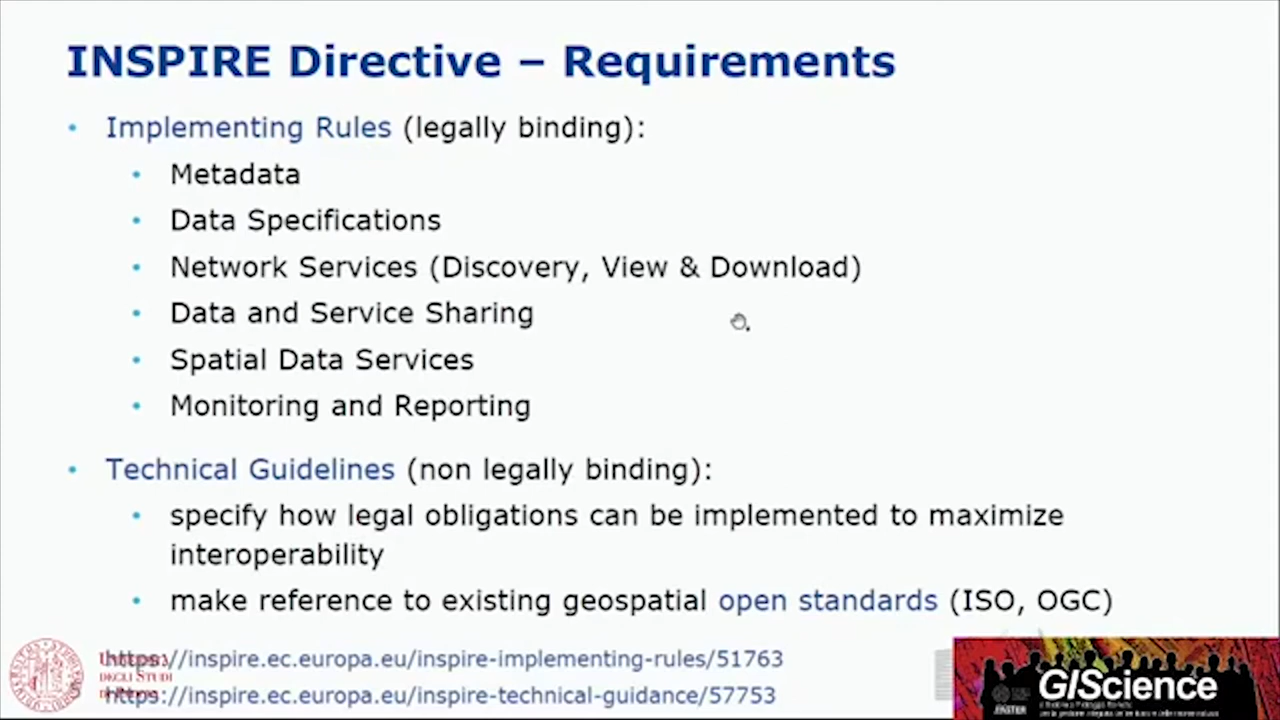 INSPIRE Directive – Requirements
• Implementing Rules (legally binding):
• Metadata
• Data Specifications
• Network Services (Discovery, View & Download)
• Data and Service Sharing
• Spatial Data Services
• Monitoring and Reporting
• Technical Guidelines (non legally binding):
• specify how legal obligations can be implemented to maximize
interoperability
• make reference to existing geospatial open standards (ISO, OGC)
https://inspire.ec.europa.eu/inspire-implementing-rules/51763
DEGLI STUDI
https://inspire.ec.europa.eu/inspire-technical-guidance/57753
GIScience